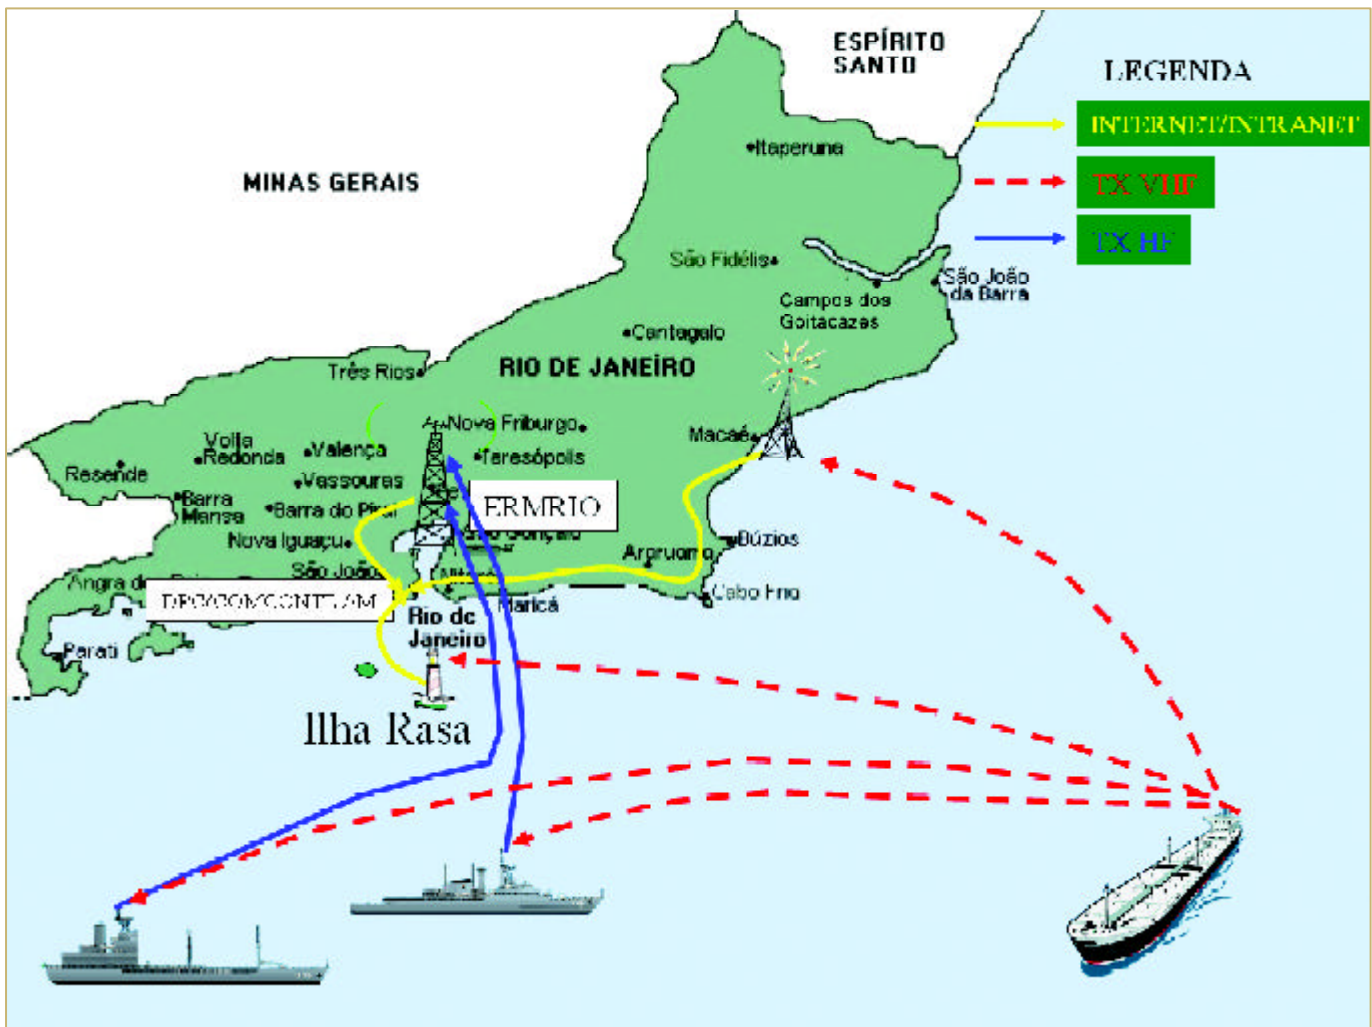 ESPÍRITO
SANTO
LEGENDA
INTERNET/INTRANET
TX VHF
TX HF
Itaperuna
MINAS GERAIS
São Fidélis
São João
da Barra
Campos dos
Goitacazes
Cantagalo
Três Rios
RIO DE JANEIRO
Nova Friburgo
Macaé
Volta
Redonda
Valença
Teresópolis
Resende
Vassouras
Barra
Mansa
Barra do Piraí
ERMRIO
Nova Iguaçu
Búzios
São João
Angra
Cabo Frio
Maricá
Rio de
Janeiro
Parati
Ilha Rasa